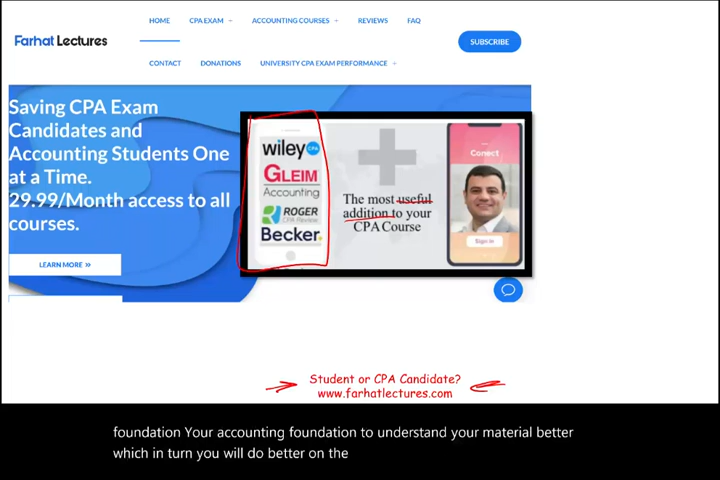 HOME CPA EXAM ACCOUNTING COURSES REVIEWS FAQ
Farhat Lectures
SUBSCRIBE
CONTACT DONATIONS UNIVERSITY CPA EXAM PERFORMANCE
Saving CPA Exam
Candidates and
Accounting Students One
at a Time.
29.99/Month access to all
courses.
LEARN MORE »
wiley CPA
GLEIM
Accounting
ROGER
CPA Review
Becker
The most useful
addition to your
CPA Course
Conect
Sign in
Student or CPA Candidate?
www.farhatlectures.com
foundation Your accounting foundation to understand your material better
which in turn you will do better on the